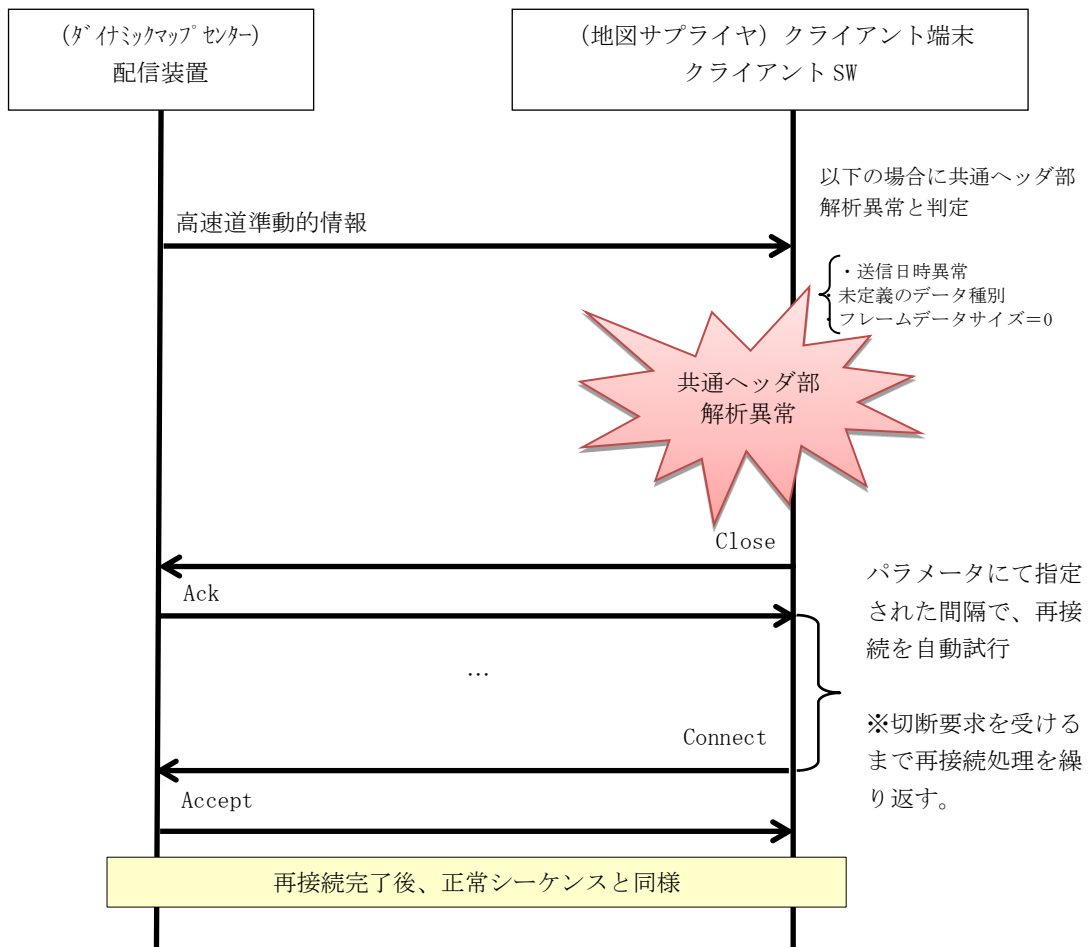 (ﾀﾞｲﾅﾐｯｸﾏｯﾌﾟｾﾝﾀｰ)
配信装置
（地図サプライヤ）クライアント端末
クライアント SW
以下の場合に共通ヘッダ部
解析異常と判定
高速道準動的情報
・送信日時異常
・未定義のデータ種別
・フレームデータサイズ＝0
共通ヘッダ部
解析異常
Close
Ack
パラメータにて指定
された間隔で、再接
続を自動試行
…
※切断要求を受ける
まで再接続処理を繰
り返す。
Connect
Accept
再接続完了後、正常シーケンスと同様